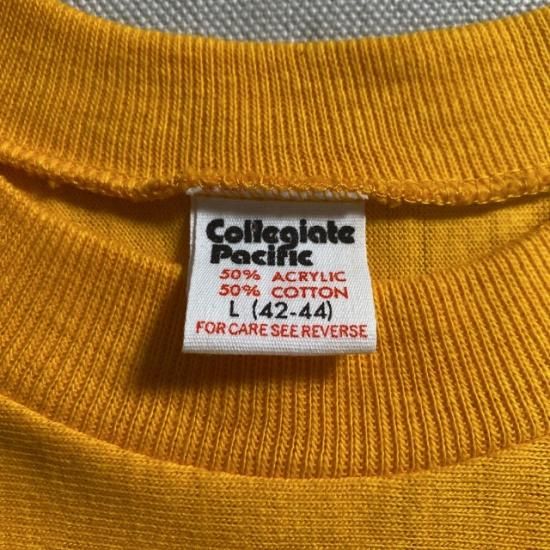 Collegiate
Pacific
50% ACRYLIC
50% COTTON
L (42-44)
FOR CARE SEE REVERSE